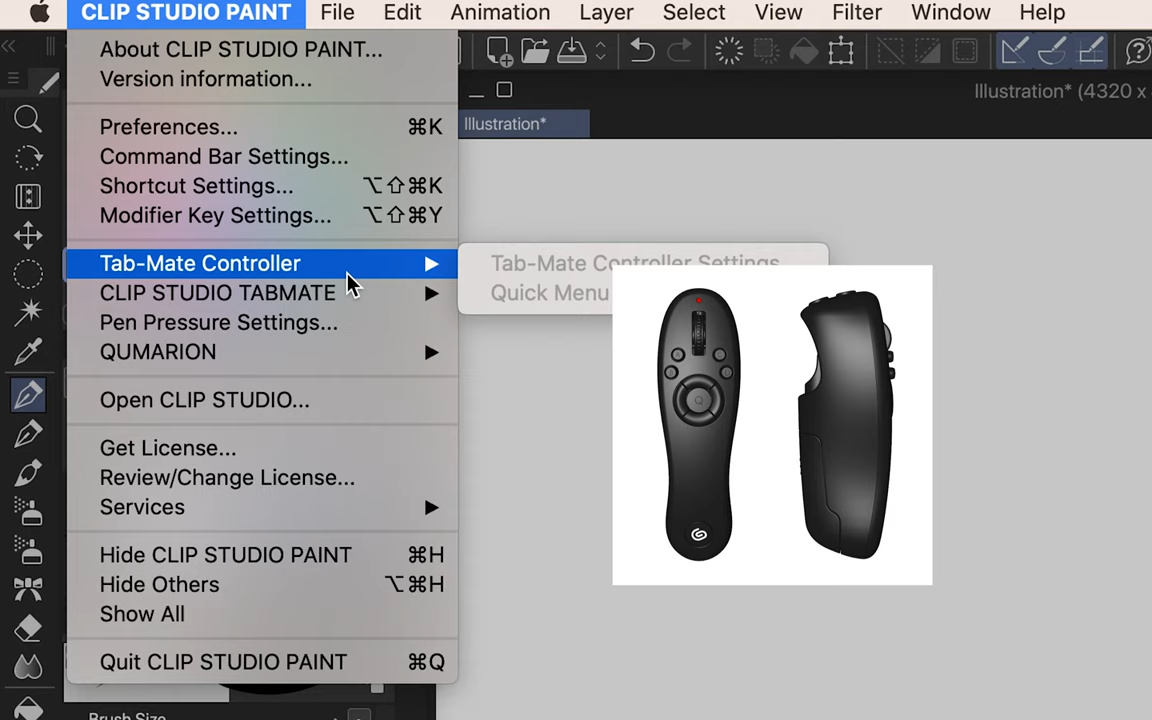 CLIP STUDIO PAINT File Edit Animation Layer Select View Filter Window Help
About CLIP STUDIO PAINT...
Version information...
Illustration* (4320 x
Illustration*
Preferences... ⌘K
Command Bar Settings...
Shortcut Settings... ⌥⇧⌘K
Modifier Key Settings... ⌥⇧⌘Y
Tab-Mate Controller ▶
Tab-Mate Controller Settings
CLIP STUDIO TABMATE ▶
Quick Menu
Pen Pressure Settings...
QUMARION ▶
Open CLIP STUDIO...
Get License...
Review/Change License...
Services ▶
Hide CLIP STUDIO PAINT ⌘H
Hide Others ⌥⌘H
Show All
Quit CLIP STUDIO PAINT ⌘Q
Brush Size